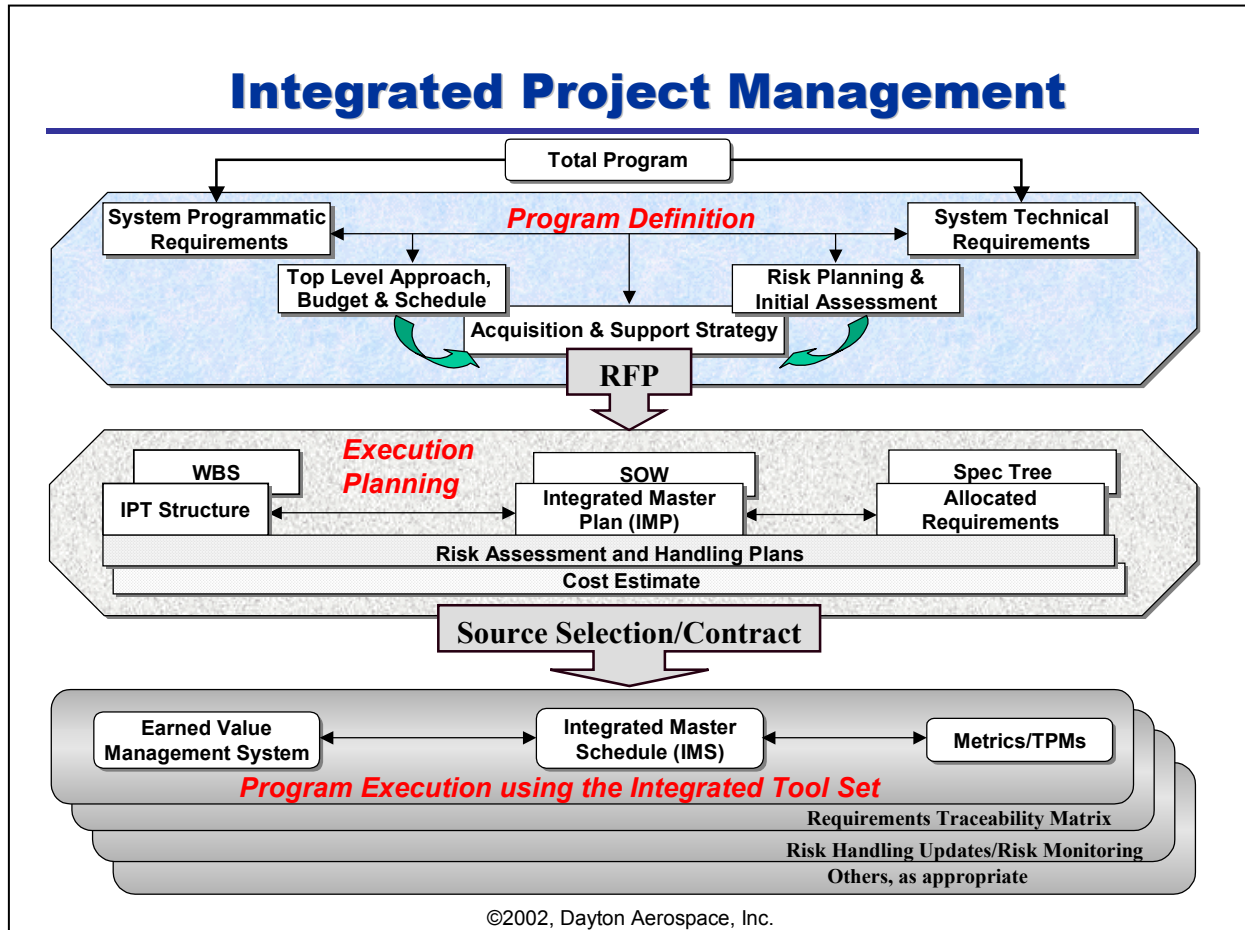 Integrated Project Management
Total Program
System Programmatic
Requirements
Program Definition
System Technical
Requirements
Top Level Approach,
Budget & Schedule
Risk Planning &
Initial Assessment
Acquisition & Support Strategy
RFP
Execution
Planning
WBS
IPT Structure
SOW
Integrated Master
Plan (IMP)
Spec Tree
Allocated
Requirements
Risk Assessment and Handling Plans
Cost Estimate
Source Selection/Contract
Earned Value
Management System
Integrated Master
Schedule (IMS)
Metrics/TPMs
Program Execution using the Integrated Tool Set
Requirements Traceability Matrix
Risk Handling Updates/Risk Monitoring
Others, as appropriate
©2002, Dayton Aerospace, Inc.